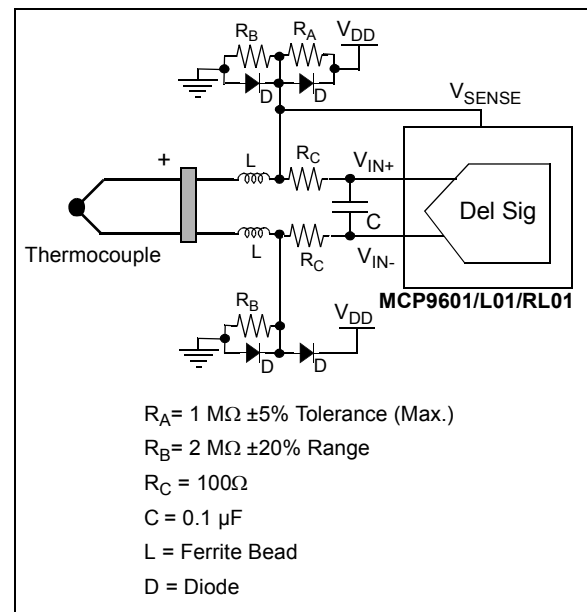 R_B R_A V_DD
D D
V_SENSE
+ L R_C V_IN+
Thermocouple
C
Del Sig
L R_C V_IN-
MCP9601/L01/RL01
R_B V_DD
D D
R_A= 1 MΩ ±5% Tolerance (Max.)
R_B= 2 MΩ ±20% Range
R_C = 100Ω
C = 0.1 µF
L = Ferrite Bead
D = Diode